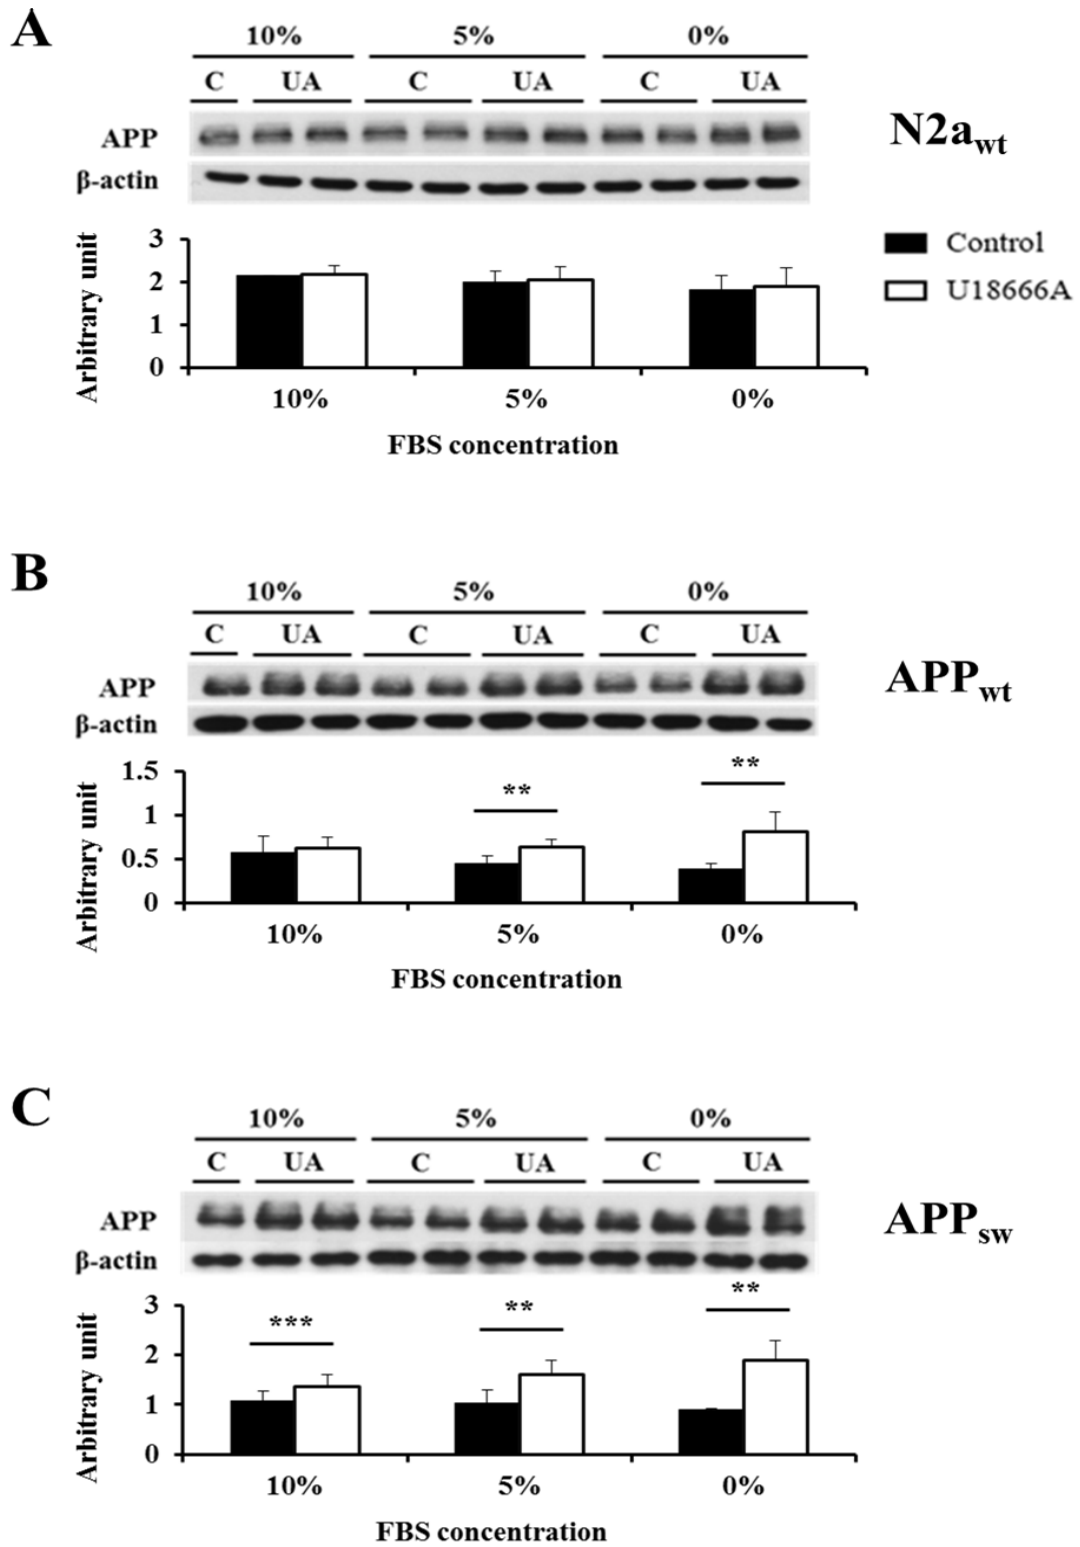 A
10% 5% 0%
C UA C UA C UA
APP
N2awt
β-actin
Arbitrary unit
3
2
1
0
Control
U18666A
10% 5% 0%
FBS concentration
B
10% 5% 0%
C UA C UA C UA
APP
APPwt
β-actin
Arbitrary unit
1.5
1
0.5
0
** **
10% 5% 0%
FBS concentration
C
10% 5% 0%
C UA C UA C UA
APP
APPsw
β-actin
Arbitrary unit
3
2
1
0
*** ** **
10% 5% 0%
FBS concentration